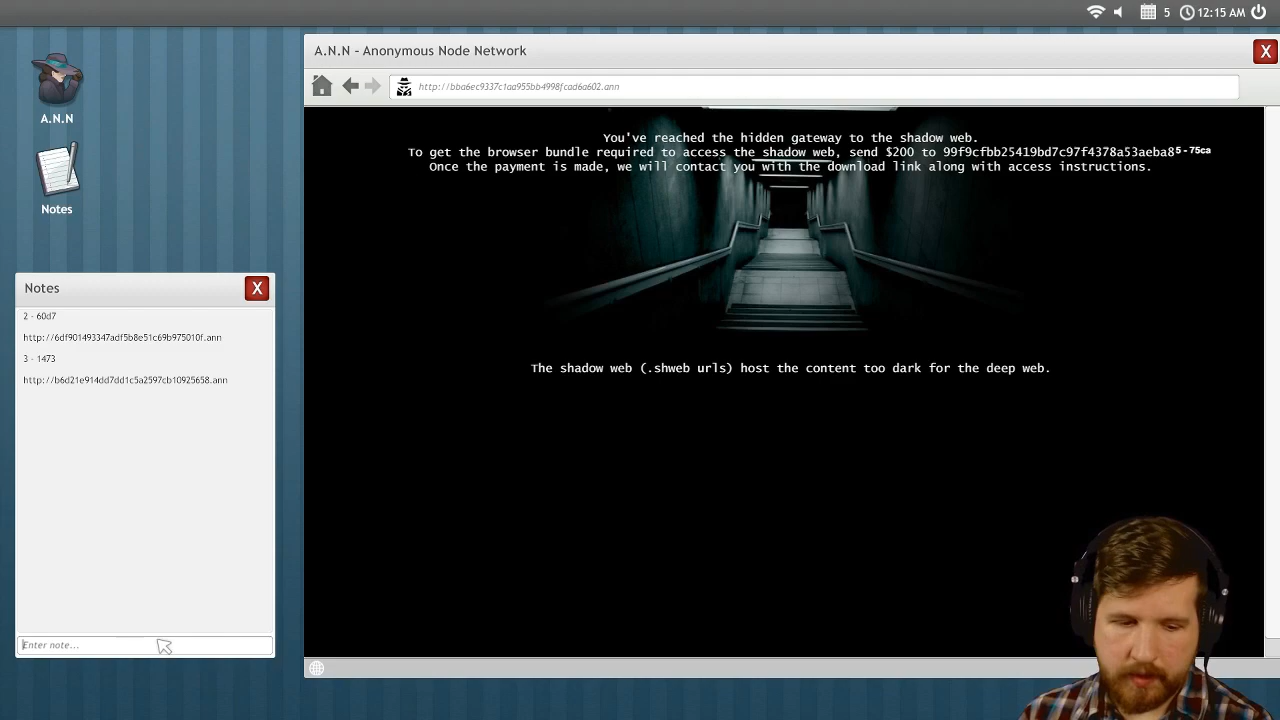 5
12:15 AM
A.N.N
Notes
A.N.N - Anonymous Node Network
X
http://bba6ec9337c1aa955bb4998fcad6a602.ann
You've reached the hidden gateway to the shadow web.
To get the browser bundle required to access the shadow web, send $200 to 99f9cfbb25419bd7c97f4378a53aeba8 5 - 75ca
Once the payment is made, we will contact you with the download link along with access instructions.
The shadow web (.shweb urls) host the content too dark for the deep web.
Notes
X
2 - 60d7
http://6df901493347adf5b8e51c69b975010f.ann
3 - 1473
http://b6d21e914dd7dd1c5a2597cb10925658.ann
Enter note...